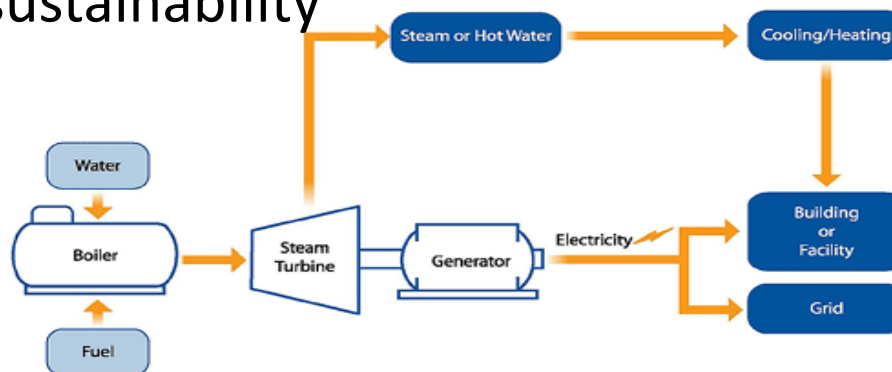 sustainability
Steam or Hot Water
Cooling/Heating
Water
Boiler
Steam
Turbine
Generator
Electricity
Building
or
Facility
Grid
Fuel